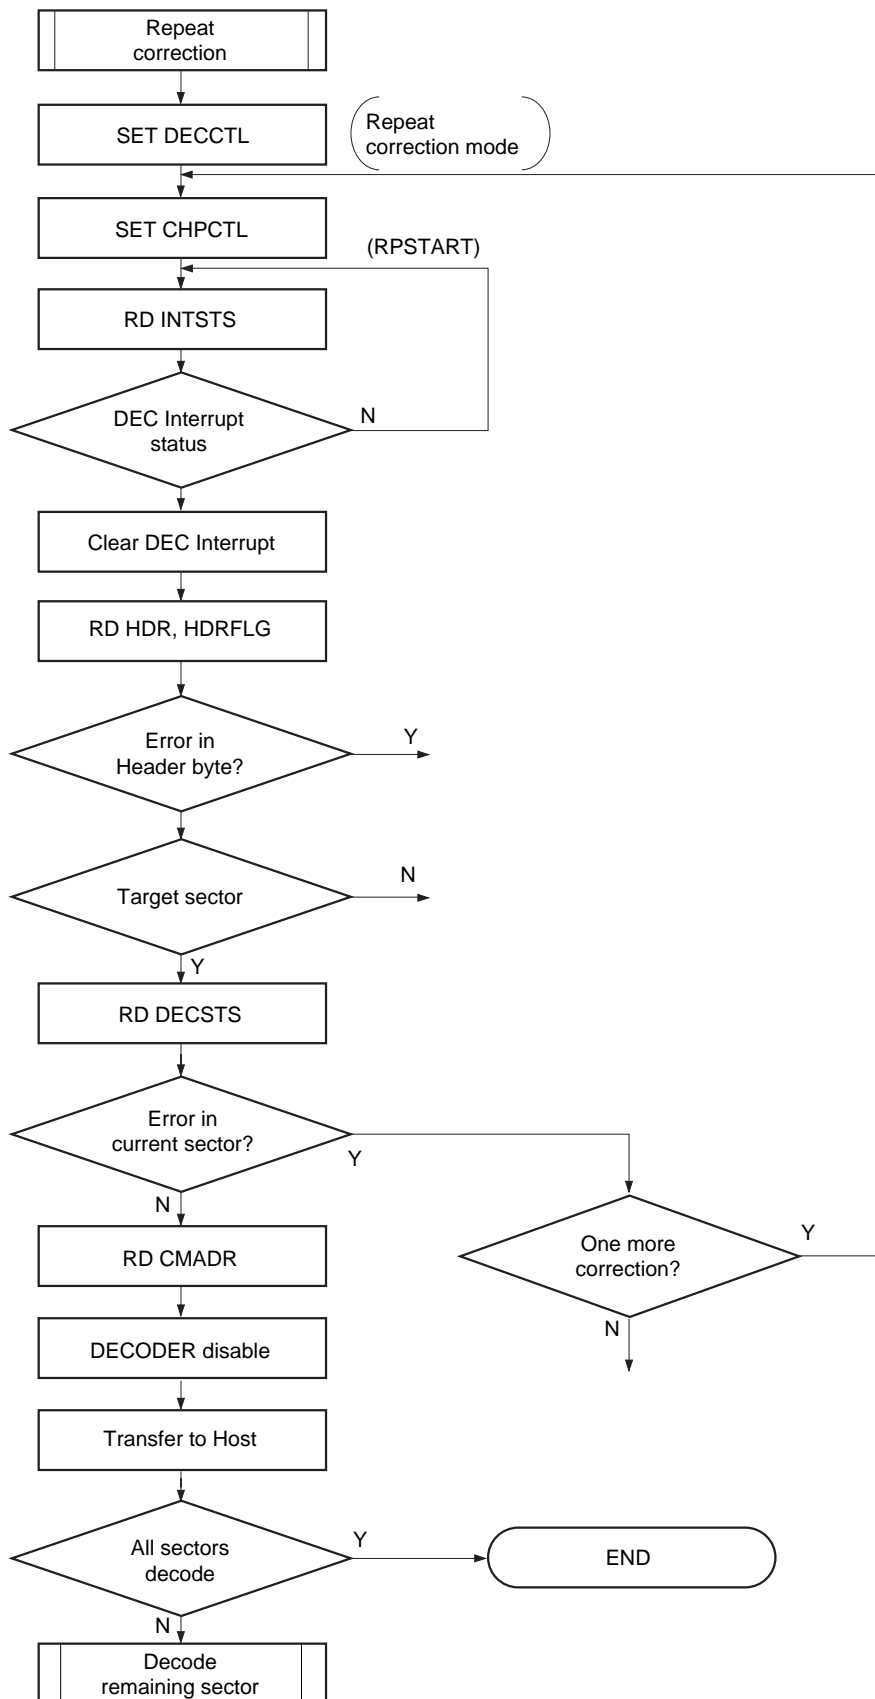 Repeat
correction
SET DECCTL
Repeat
correction mode
SET CHPCTL
(RPSTART)
RD INTSTS
DEC Interrupt
status
N
Clear DEC Interrupt
RD HDR, HDRFLG
Error in
Header byte?
Y
Target sector
N
Y
RD DECSTS
Error in
current sector?
Y
N
RD CMADR
One more
correction?
Y
N
DECODER disable
Transfer to Host
All sectors
decode
Y
END
N
Decode
remaining sector